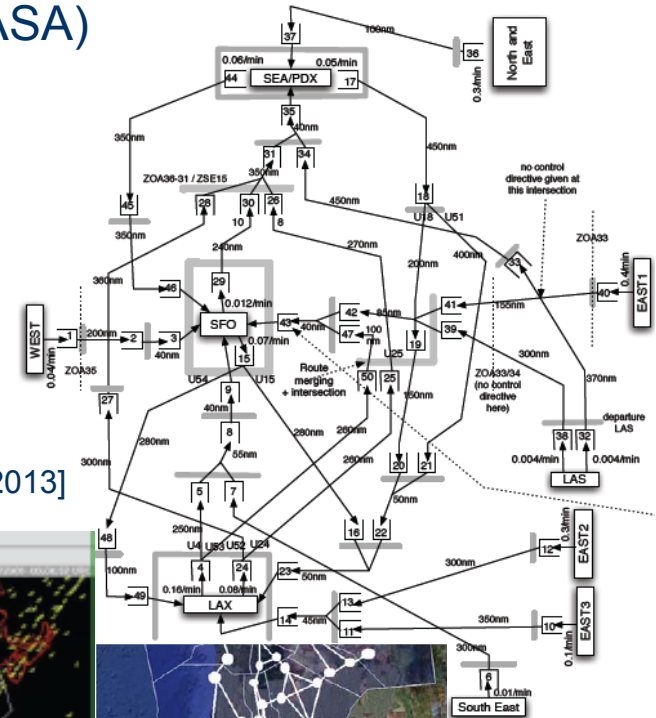 ASA)
37
100nm
36
North and
East
0.3/min
0.06/min
0.05/min
44
SEA/PDX
17
35
40nm
31
34
350nm
350nm
450nm
no control
directive given at
this intersection
ZOA36-31 / ZSE15
28
30
26
10
8
45
450nm
18
U18
U51
ZOA33
33
350nm
240nm
270nm
200nm
400nm
40
0.4/min
EAST1
360nm
46
29
0.012/min
42
850nm
41
155nm
WEST
1
200nm
2
3
SFO
43
40nm
47
100
nm
19
39
0.04/min
ZOA35
40nm
0.07/min
15
U25
300nm
370nm
U54
U15
Route
merging
+ intersection
50
25
ZOA33/34
(no control
directive
here)
27
9
40nm
150nm
departure
LAS
8
260nm
280nm
280nm
260nm
38
32
0.004/min
0.004/min
LAS
300nm
55nm
20
21
50nm
2013]
5
7
48
250nm
16
22
EAST2
0.3/min
12
U4
U53
U52
U24
300nm
100nm
4
24
23
50nm
0.16/min
0.08/min
49
LAX
13
350nm
10
EAST3
14
45nm
11
0.1/min
300nm
6
0.01/min
South East